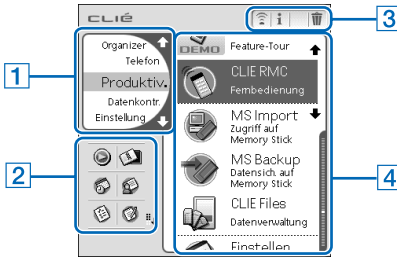 CLIÉ
i
3
1
Organizer
Telefon
Produktiv.
Datenkontr.
Einstellung
2
DEMO Feature-Tour
CLIE RMC
Fernbedienung
MS Import
Zugriff auf
Memory Stick
MS Backup
Datensich. auf
Memory Stick
CLIE Files
Datenverwaltung
Einstellen
4